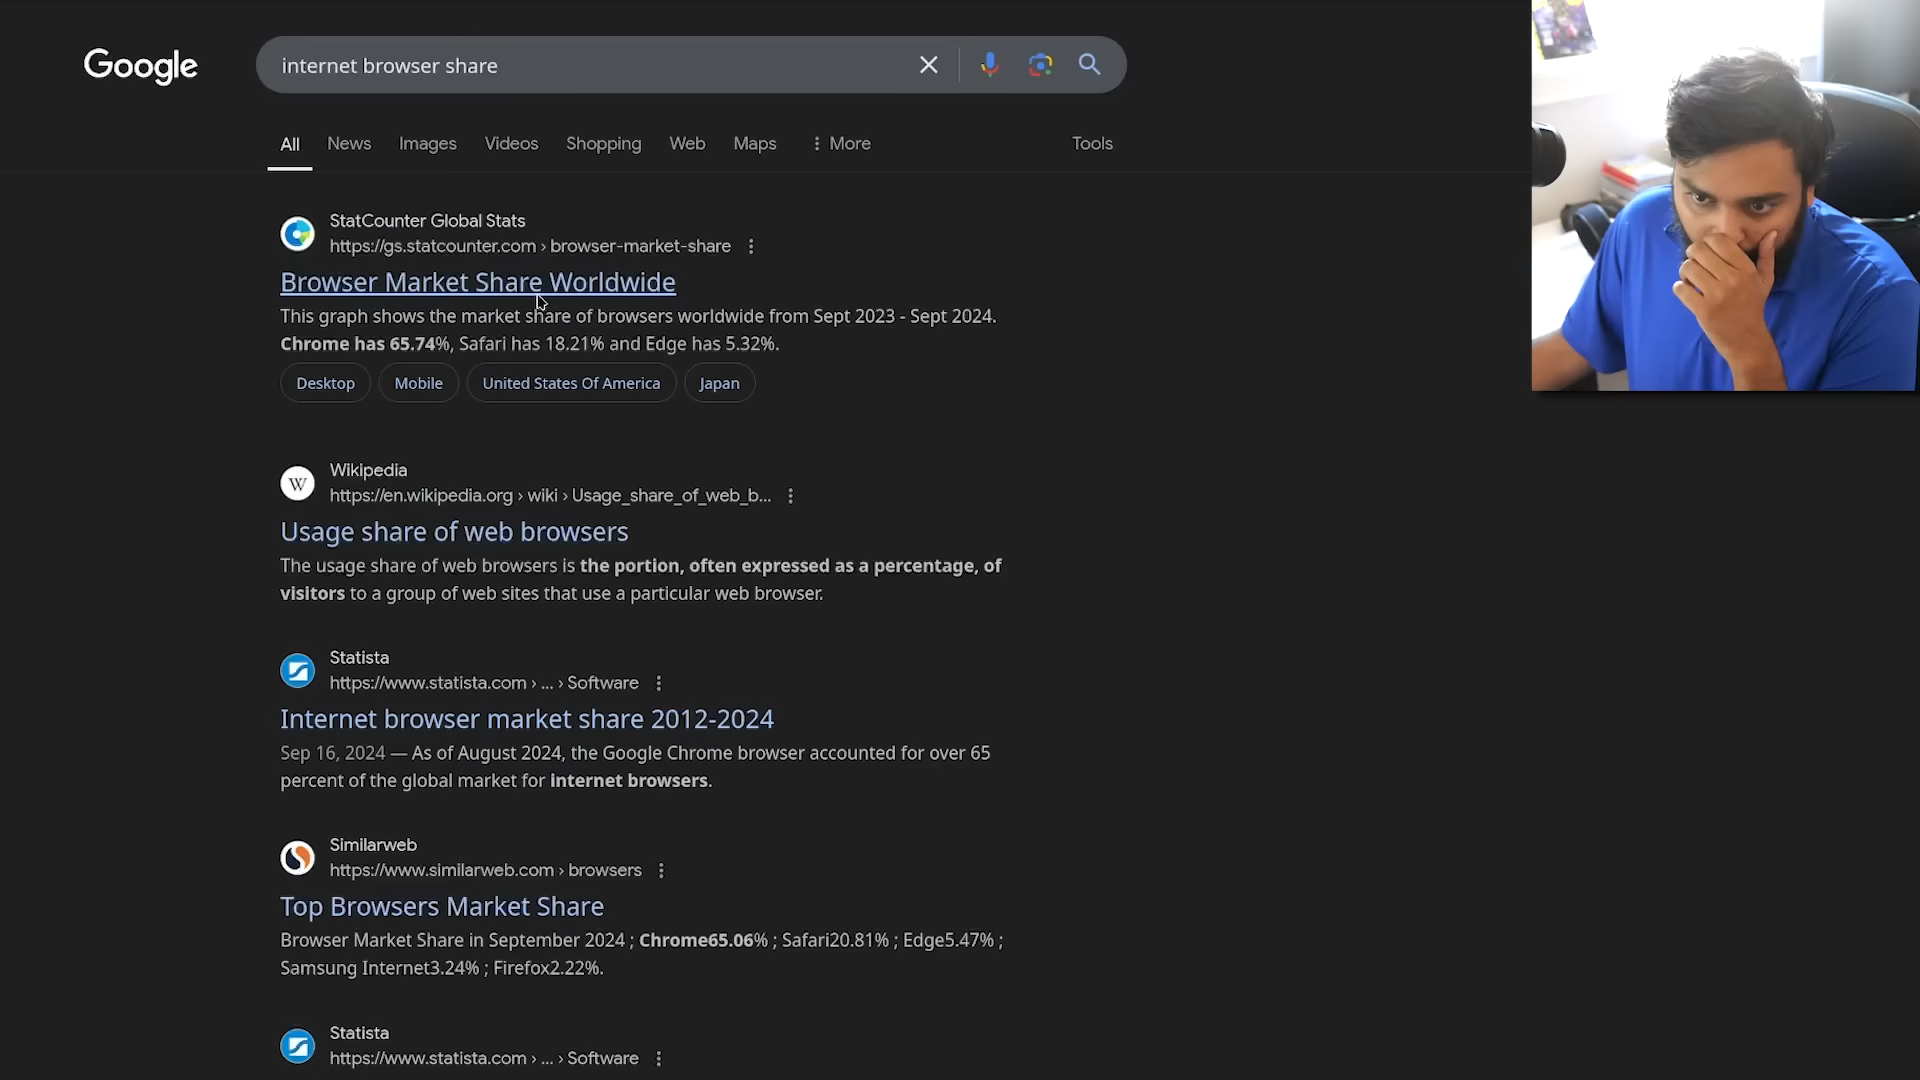 Google
internet browser share
All News Images Videos Shopping Web Maps More Tools
StatCounter Global Stats
https://gs.statcounter.com › browser-market-share
Browser Market Share Worldwide
This graph shows the market share of browsers worldwide from Sept 2023 - Sept 2024.
Chrome has 65.74%, Safari has 18.21% and Edge has 5.32%.
Desktop Mobile United States Of America Japan
Wikipedia
https://en.wikipedia.org › wiki › Usage_share_of_web_b...
Usage share of web browsers
The usage share of web browsers is the portion, often expressed as a percentage, of
visitors to a group of web sites that use a particular web browser.
Statista
https://www.statista.com › ... › Software
Internet browser market share 2012-2024
Sep 16, 2024 — As of August 2024, the Google Chrome browser accounted for over 65
percent of the global market for internet browsers.
Similarweb
https://www.similarweb.com › browsers
Top Browsers Market Share
Browser Market Share in September 2024 ; Chrome65.06% ; Safari20.81% ; Edge5.47% ;
Samsung Internet3.24% ; Firefox2.22%.
Statista
https://www.statista.com › ... › Software